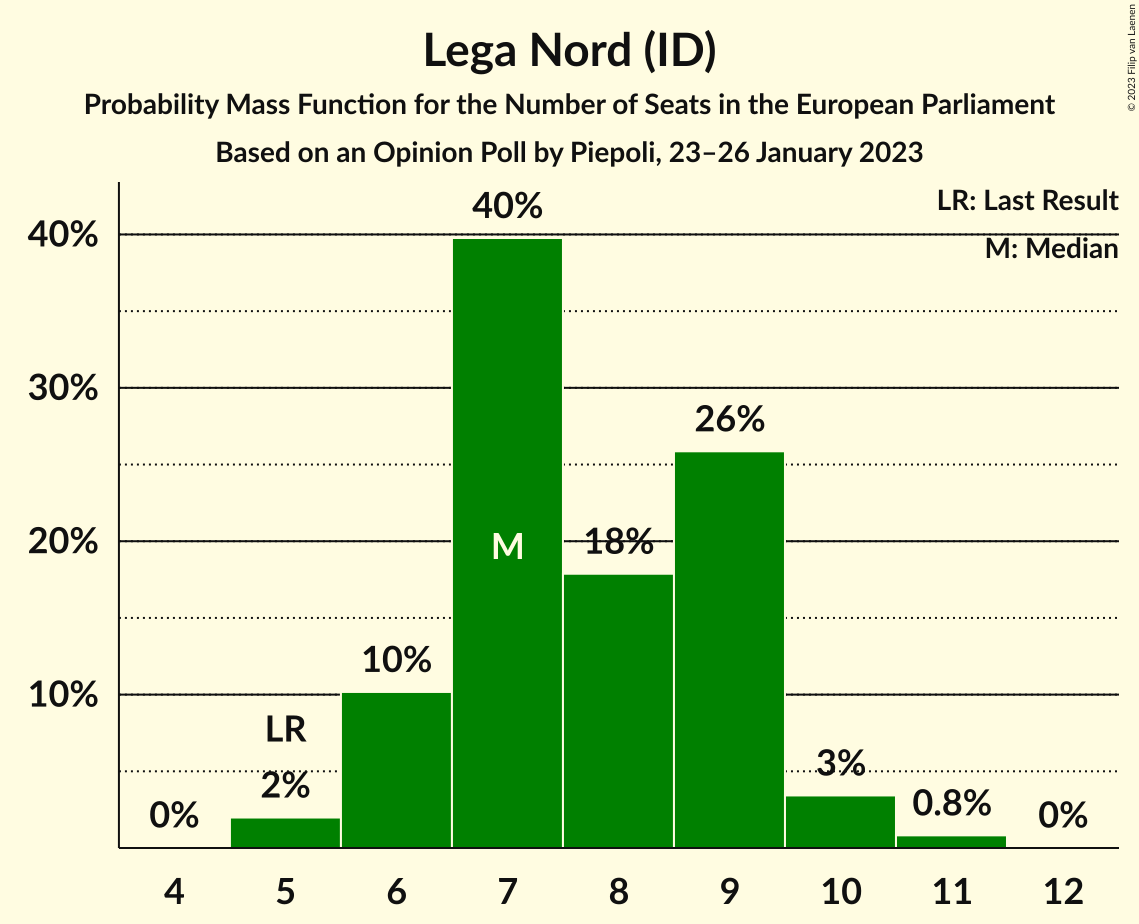 Lega Nord (ID)
Probability Mass Function for the Number of Seats in the European Parliament
Based on an Opinion Poll by Piepoli, 23–26 January 2023
© 2023 Filip van Laenen
LR: Last Result
M: Median
40%
30%
20%
10%
0%
LR
2%
10%
40%
M
18%
26%
3%
0.8%
0%
4 5 6 7 8 9 10 11 12